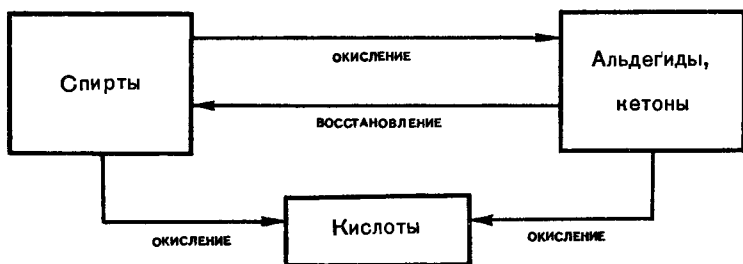 Спирты
ОКИСЛЕНИЕ
Альдегиды,
кетоны
ВОССТАНОВЛЕНИЕ
Кислоты
ОКИСЛЕНИЕ
ОКИСЛЕНИЕ